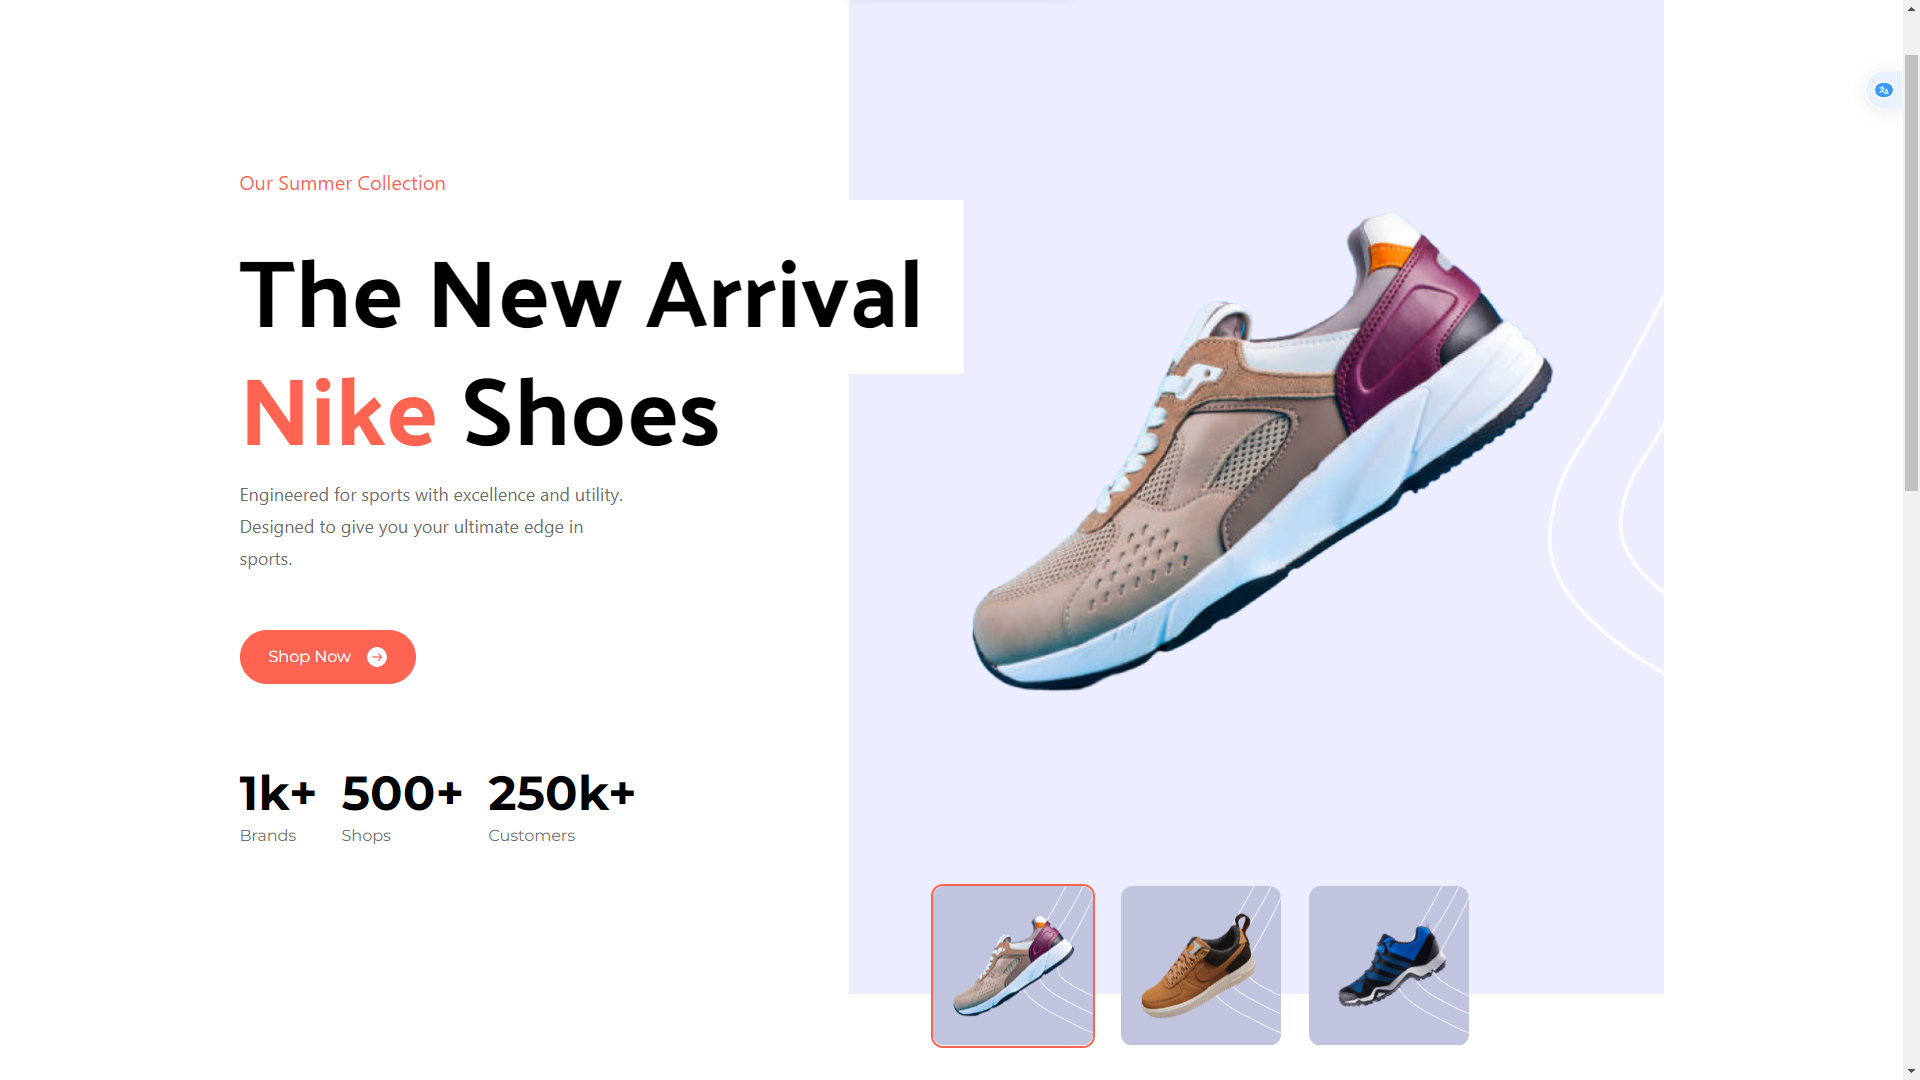 Our Summer Collection
The New Arrival
Nike Shoes
Engineered for sports with excellence and utility.
Designed to give you your ultimate edge in
sports.
Shop Now
1k+ 500+ 250k+
Brands Shops Customers